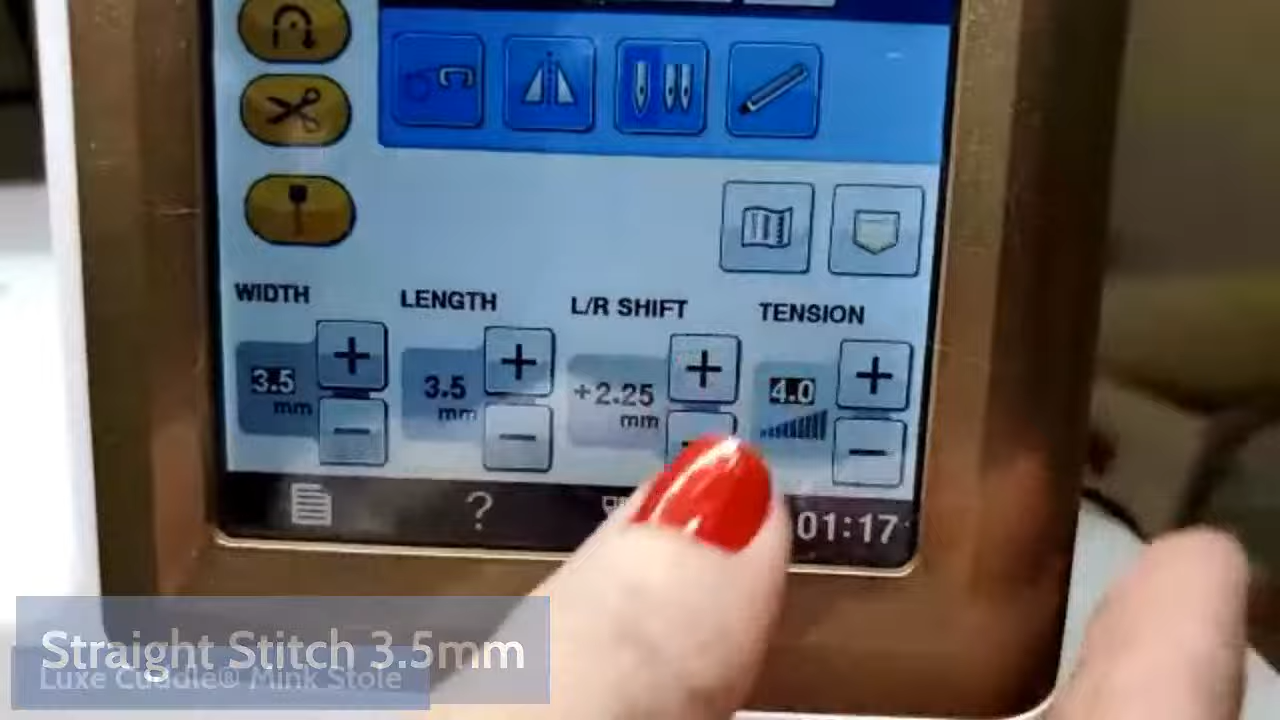 WIDTH LENGTH L/R SHIFT TENSION
3.5 mm 3.5 mm +2.25 mm 4.0
? 01:17
Straight Stitch 3.5mm
Luxe Cuddle® Mink Stole